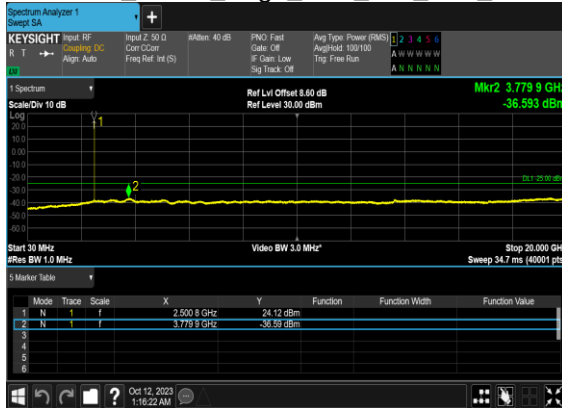 Spectrum Analyzer 1
Swept SA
+
KEYSIGHT Input: RF Input Z: 50 Ω #Atten: 40 dB PNO: Fast Avg Type: Power (RMS) 1 2 3 4 5 6
R T Coupling: DC Corr CCorr Gate: Off Avg|Hold: 100/100 A W W W W W
Align: Auto Freq Ref: Int (S) IF Gain: Low Trig: Free Run
Sig Track: Off A N N N N N
LU
1 Spectrum Ref Lvl Offset 8.60 dB Mkr2 3.779 9 GHz
Scale/Div 10 dB Ref Level 30.00 dBm -36.593 dBm
Log
20.0
10.0
0.00
-10.0
-20.0
-30.0
-40.0
-50.0
-60.0
1
2
DL1 -25.00 dBm
Start 30 MHz Video BW 3.0 MHz* Stop 20.000 GHz
#Res BW 1.0 MHz Sweep 34.7 ms (40001 pts)
5 Marker Table
Mode Trace Scale X Y Function Function Width Function Value
1 N 1 f 2.500 8 GHz 24.12 dBm
2 N 1 f 3.779 9 GHz -36.59 dBm
3
4
5
6
? Oct 12, 2023
1:16:22 AM